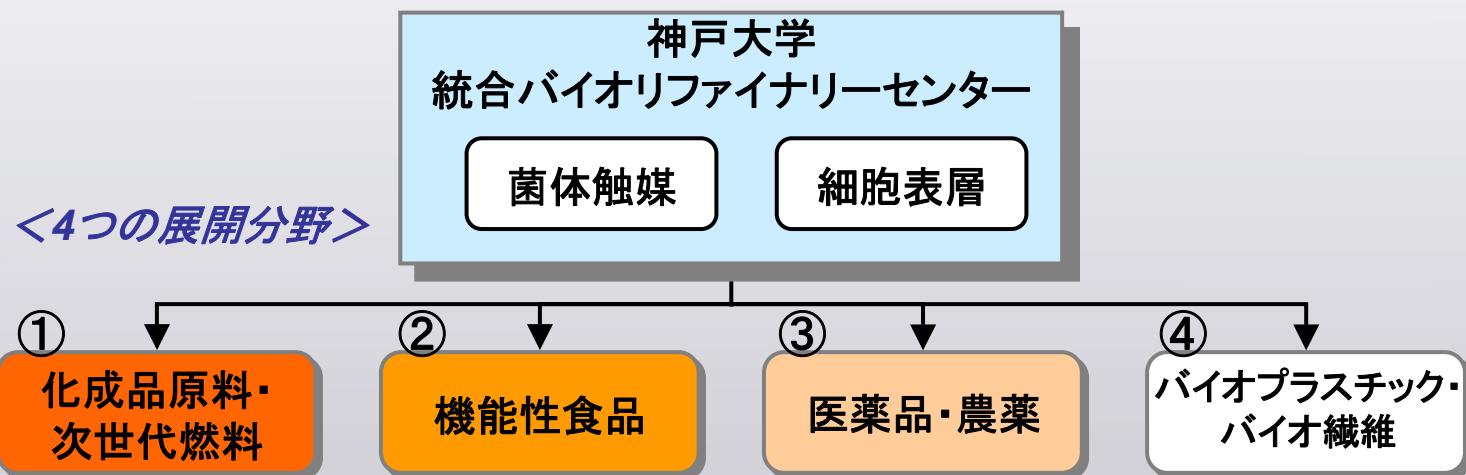 神戸大学
統合バイオリファイナリーセンター
菌体触媒
細胞表層
＜4つの展開分野＞
①
化成品原料・
次世代燃料
②
機能性食品
③
医薬品・農薬
④
バイオプラスチック・
バイオ繊維